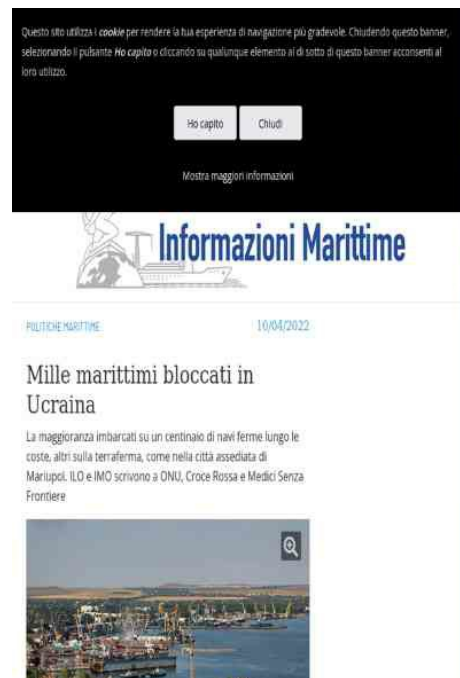 Questo sito utilizza i cookie per rendere la tua esperienza di navigazione più gradevole. Chiudendo questo banner,
selezionando il pulsante Ho capito o cliccando su qualunque elemento al di sotto di questo banner acconsenti al
loro utilizzo.
Ho capito Chiudi
Mostra maggiori informazioni
Informazioni Marittime
POLITICHE MARITTIME 10/04/2022
Mille marittimi bloccati in
Ucraina
La maggioranza imbarcati su un centinaio di navi ferme lungo le
coste, altri sulla terraferma, come nella città assediata di
Mariupol. ILO e IMO scrivono a ONU, Croce Rossa e Medici Senza
Frontiere